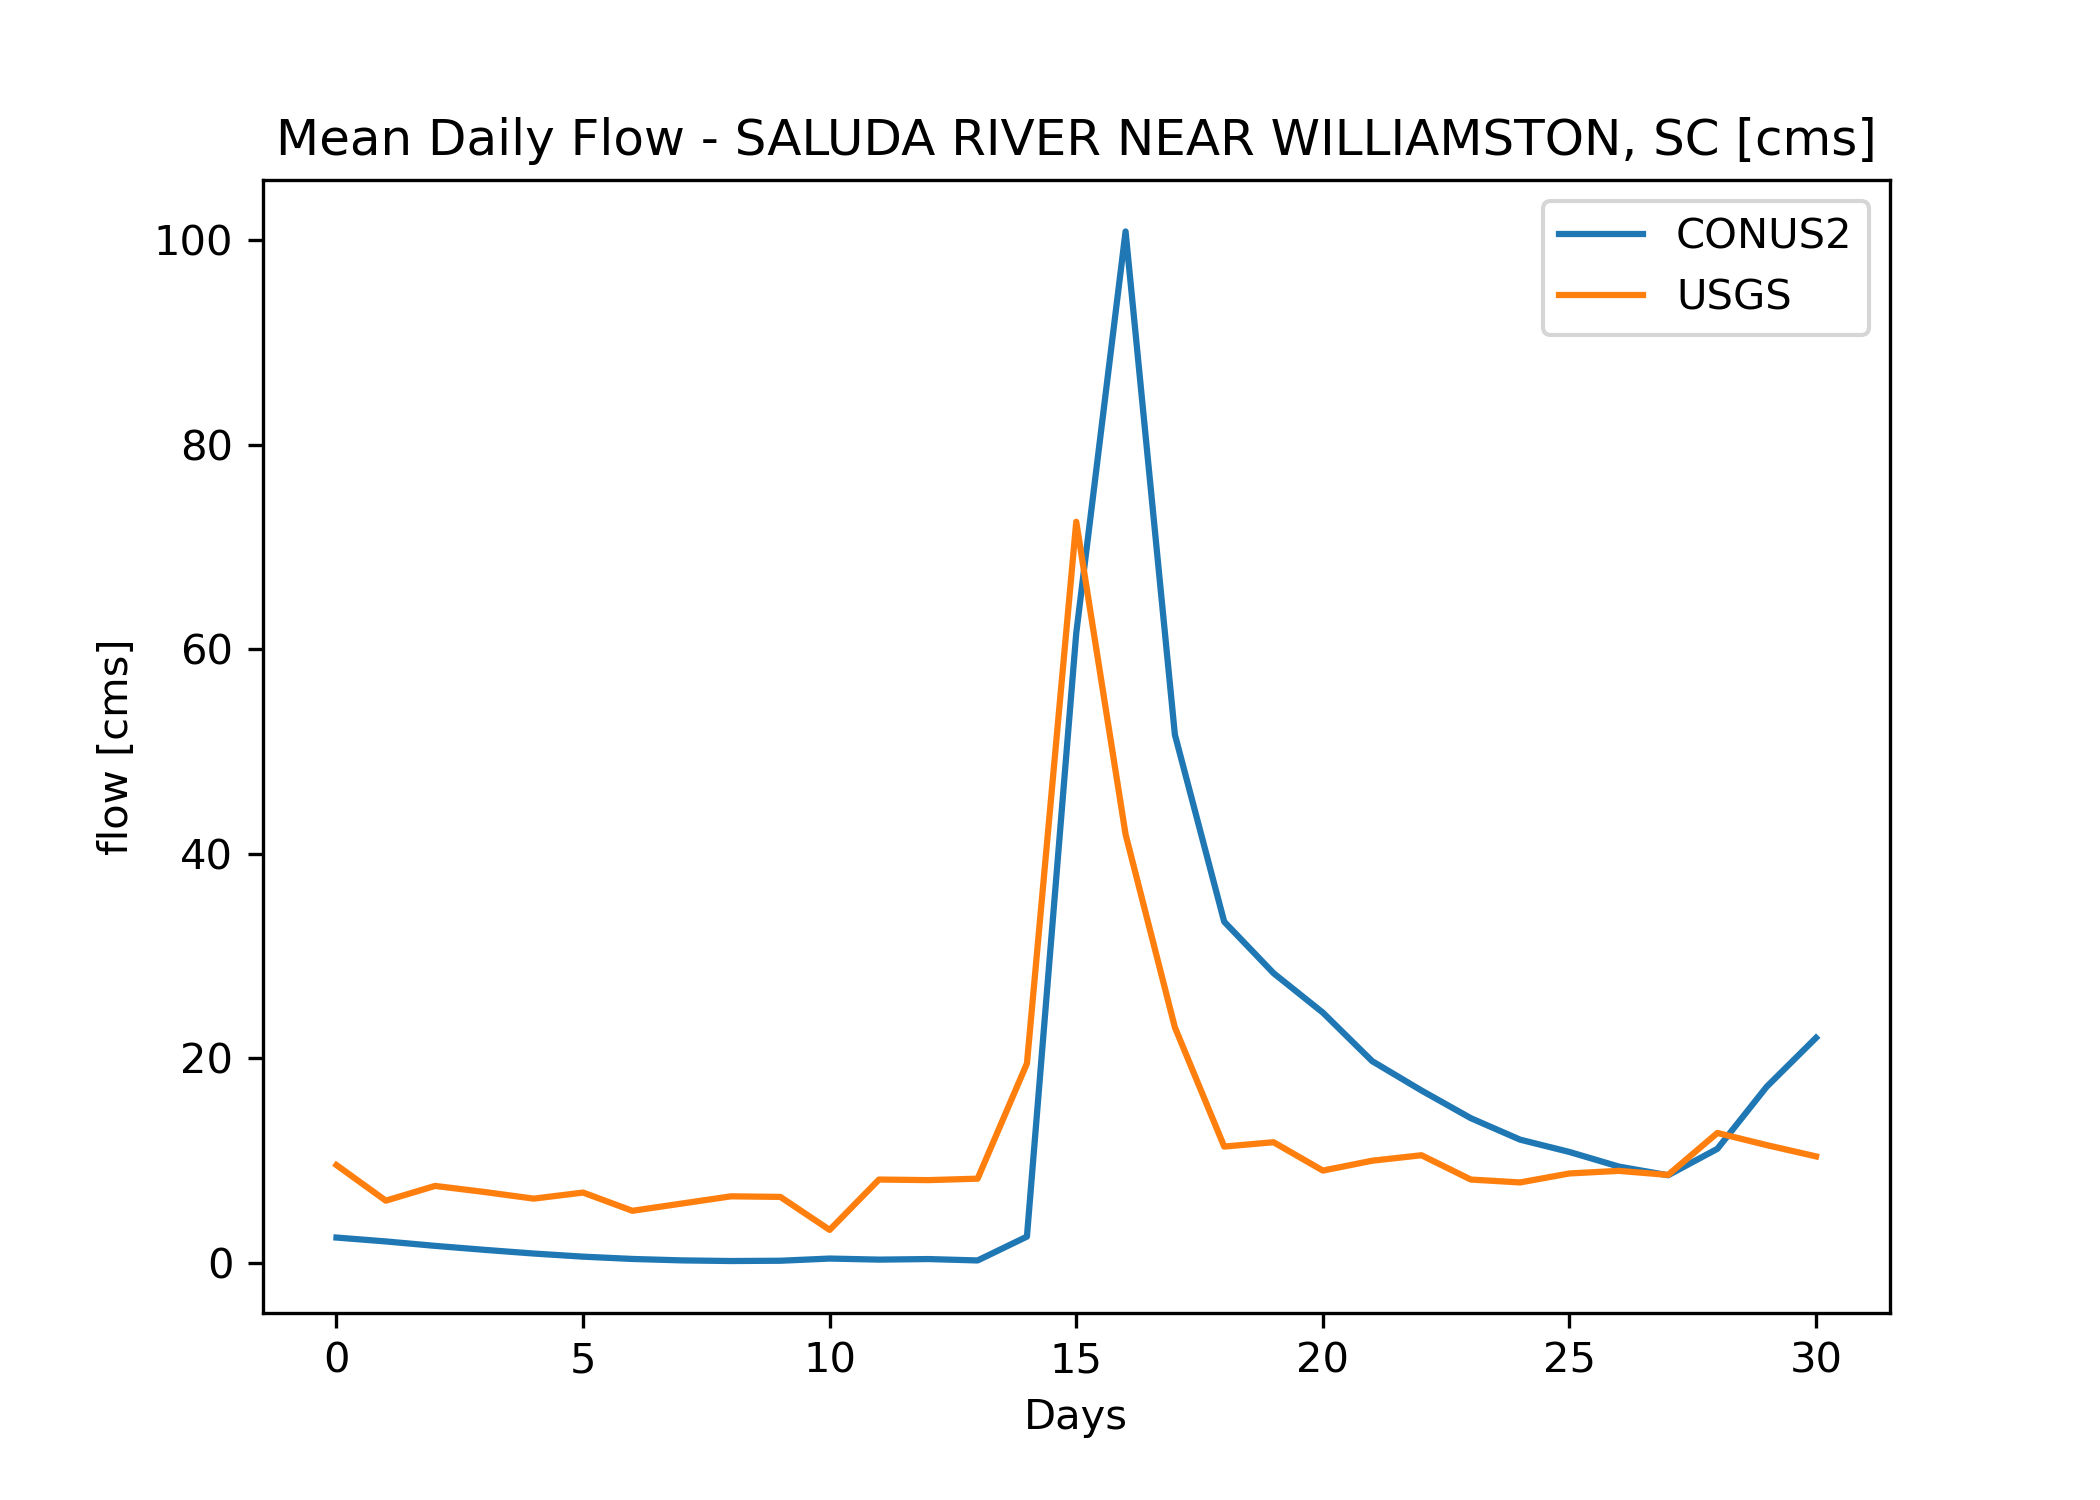 Mean Daily Flow - SALUDA RIVER NEAR WILLIAMSTON, SC [cms]
CONUS2
USGS
flow [cms]
100
80
60
40
20
0
0 5 10 15 20 25 30
Days